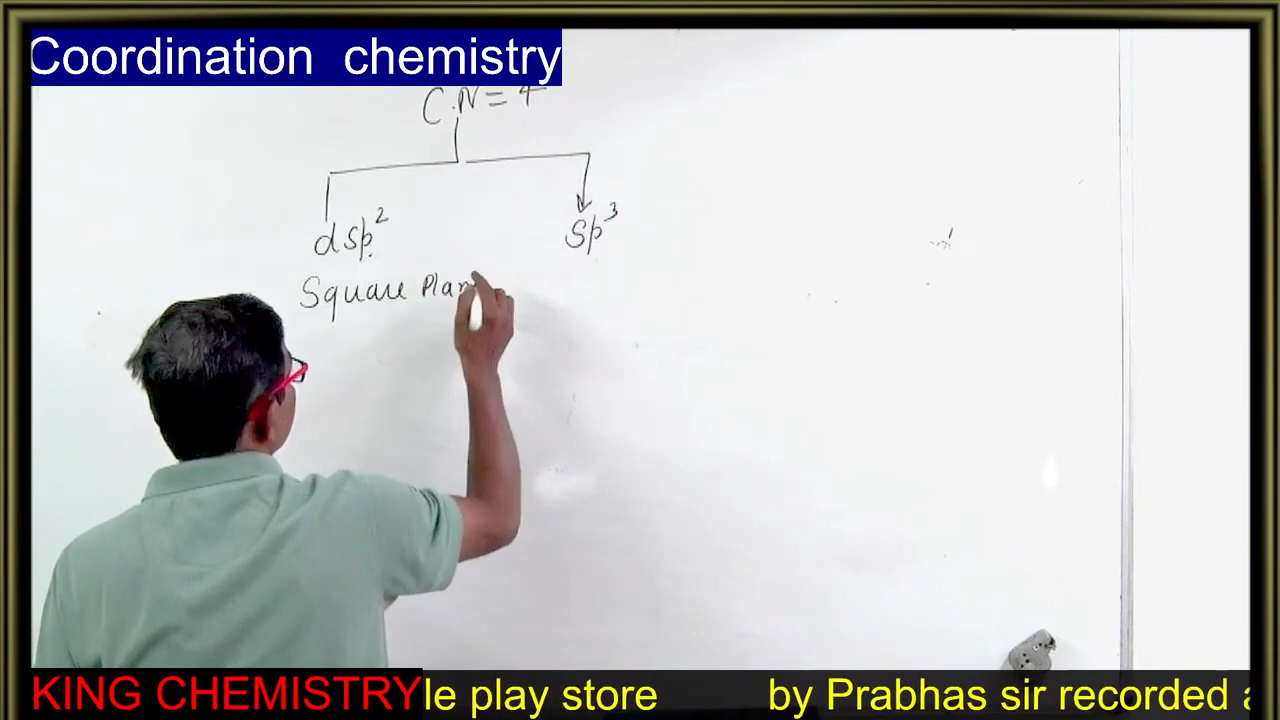 Coordination chemistry
C.N = 4
dsp² sp³
Square Plan
KING CHEMISTRY le play store by Prabhas sir recorded a